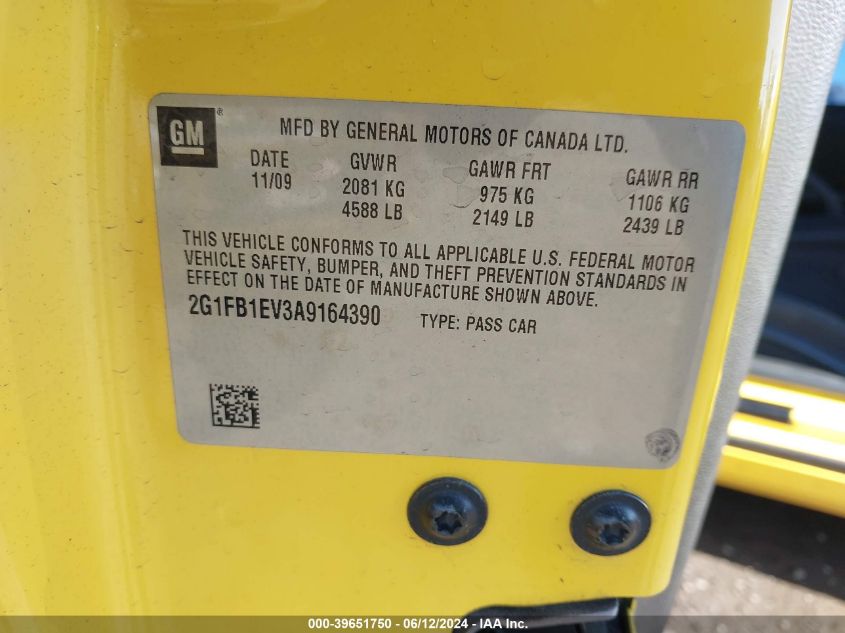 GM ®
MFD BY GENERAL MOTORS OF CANADA LTD.
DATE GVWR GAWR FRT GAWR RR
11/09 2081 KG 975 KG 1106 KG
4588 LB 2149 LB 2439 LB
THIS VEHICLE CONFORMS TO ALL APPLICABLE U.S. FEDERAL MOTOR
VEHICLE SAFETY, BUMPER, AND THEFT PREVENTION STANDARDS IN
EFFECT ON THE DATE OF MANUFACTURE SHOWN ABOVE.
2G1FB1EV3A9164390 TYPE: PASS CAR
000-39651750 - 06/12/2024 - IAA Inc.